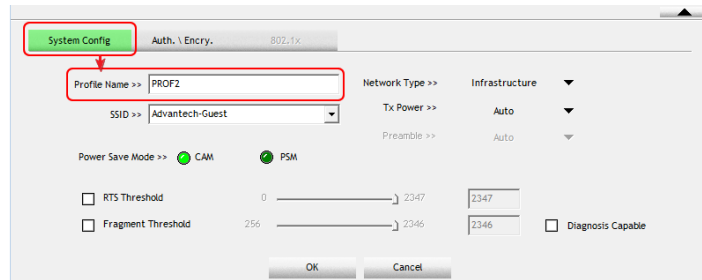 System Config Auth. \ Encry. 802.1x
Profile Name >> PROF2 Network Type >> Infrastructure
SSID >> Advantech-Guest Tx Power >> Auto
Preamble >> Auto
Power Save Mode >> CAM PSM
RTS Threshold 0 2347 2347
Fragment Threshold 256 2346 2346 Diagnosis Capable
OK Cancel